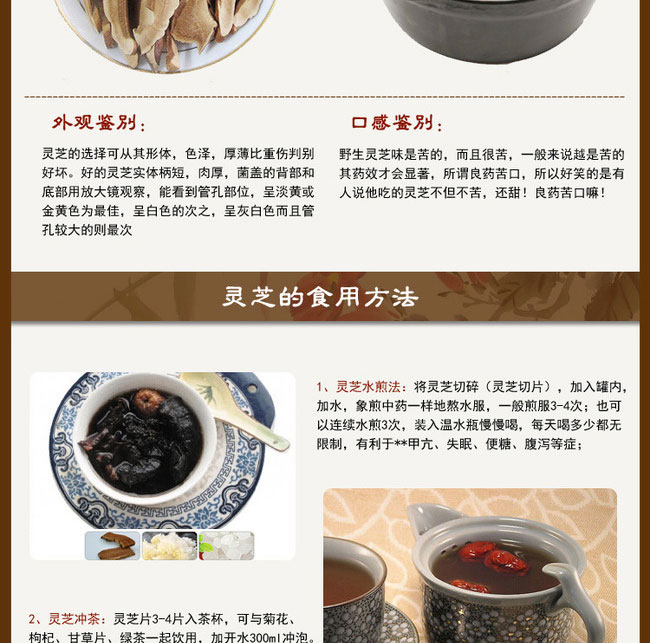 外观鉴别:
灵芝的选择可从其形体，色泽，厚薄比重伤判别
好坏。好的灵芝实体柄短，肉厚，菌盖的背部和
底部用放大镜观察，能看到管孔部位，呈淡黄或
金黄色为最佳，呈白色的次之，呈灰白色而且管
孔较大的则最次
口感鉴别:
野生灵芝味是苦的，而且很苦，一般来说越是苦的
其药效才会显著，所谓良药苦口，所以好笑的是有
人说他吃的灵芝不但不苦，还甜！良药苦口嘛！
灵芝的食用方法
1、灵芝水煎法：将灵芝切碎（灵芝切片），加入罐内，
加水，象煎中药一样地熬水服，一般煎服3-4次；也可
以连续水煎3次，装入温水瓶慢慢喝，每天喝多少都无
限制，有利于**甲亢、失眠、便糖、腹泻等症；
2、灵芝冲茶：灵芝片3-4片入茶杯，可与菊花、
枸杞、甘草片、绿茶一起饮用，加开水300ml冲泡。